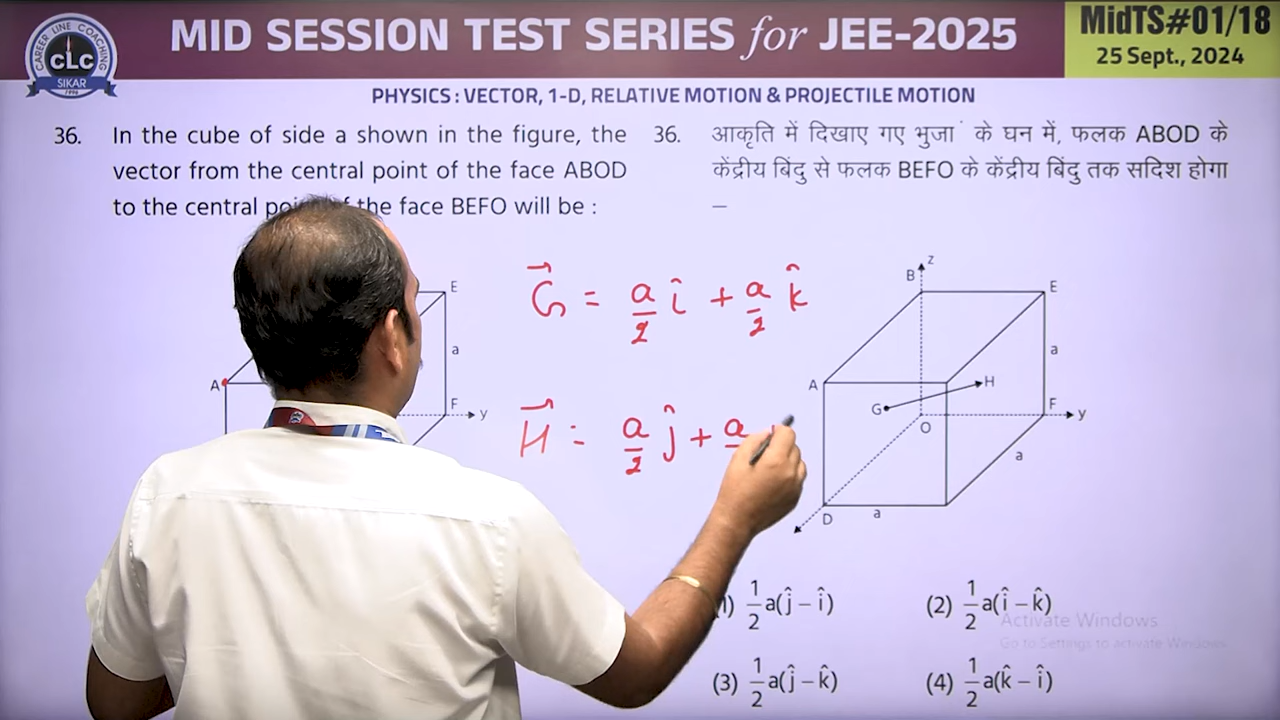 CAREER LINE COACHING
CLC
SIKAR
MID SESSION TEST SERIES for JEE-2025
MidTS#01/18
25 Sept., 2024
PHYSICS : VECTOR, 1-D, RELATIVE MOTION & PROJECTILE MOTION
36. In the cube of side a shown in the figure, the
vector from the central point of the face ABOD
to the central of the face BEFO will be :
36. आकृति में दिखाए गए भुजा के घन में, फलक ABOD के
केंद्रीय बिंदु से फलक BEFO के केंद्रीय बिंदु तक सदिश होगा
–
E
a
A
F
y
G⃗ = a/2 î + a/2 k̂
H⃗ = a/2 ĵ + a
z
B
E
a
A
H
G
F
y
O
a
D
a
(1) 1/2 a(ĵ – î)
(2) 1/2 a(î – k̂)
(3) 1/2 a(ĵ – k̂)
(4) 1/2 a(k̂ – î)
Activate Windows
Go to Settings to activate Windows.